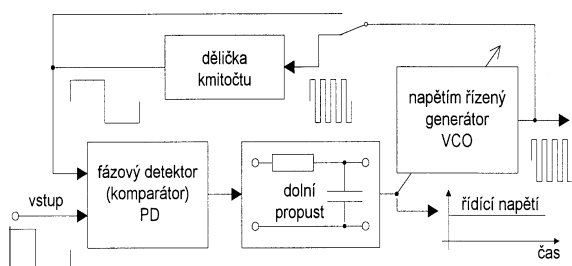 dělička
kmitočtu
napětím řízený
generátor
VCO
fázový detektor
(komparátor)
PD
dolní
propust
vstup
řídící napětí
čas